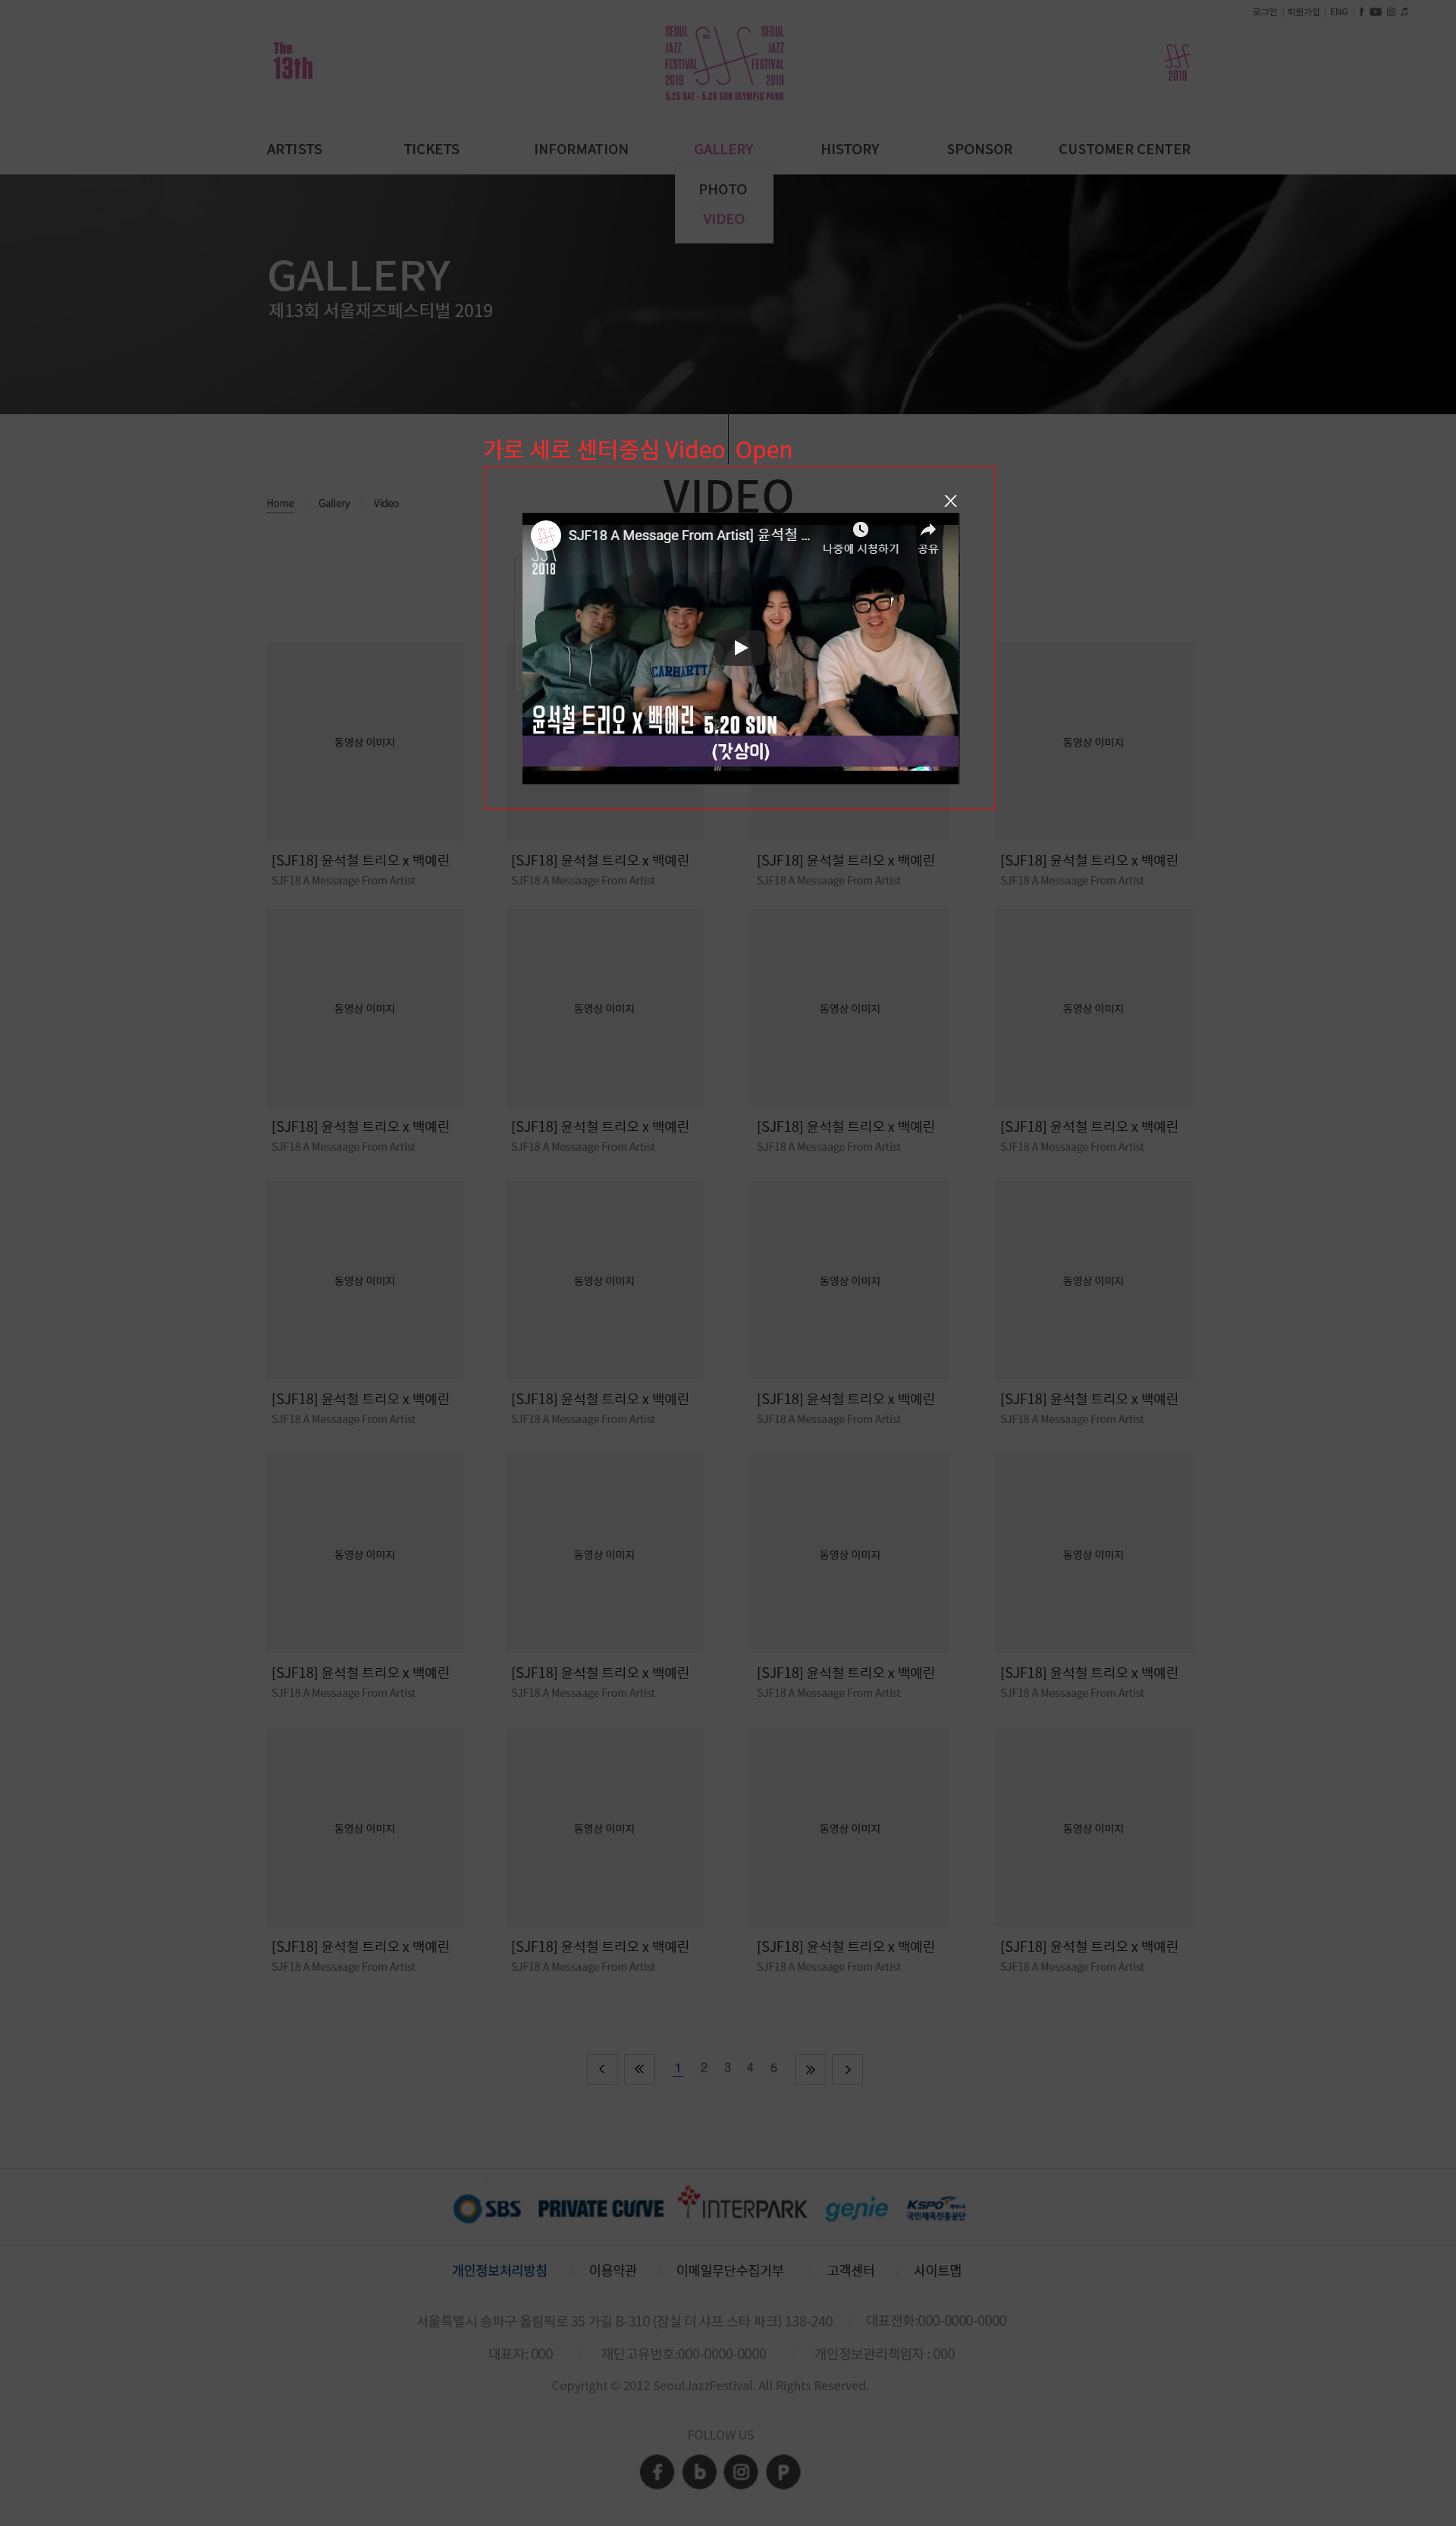 로그인 | 회원가입 | ENG |
The
13th
SEOUL
JAZZ
FESTIVAL
2019
SEOUL
JAZZ
FESTIVAL
2019
5.25 SAT - 5.26 SUN OLYMPIC PARK
2019
ARTISTS TICKETS INFORMATION GALLERY HISTORY SPONSOR CUSTOMER CENTER
PHOTO
VIDEO
GALLERY
제13회 서울재즈페스티벌 2019
가로 세로 센터중심 Video Open
Home | Gallery | Video
VIDEO
SJF18 A Message From Artist] 윤석철 ...
나중에 시청하기 공유
2018
CARHARTT
윤석철 트리오 X 백예린 5.20 SUN
(갓삼이)
동영상 이미지 동영상 이미지
[SJF18] 윤석철 트리오 x 백예린 [SJF18] 윤석철 트리오 x 백예린 [SJF18] 윤석철 트리오 x 백예린 [SJF18] 윤석철 트리오 x 백예린
SJF18 A Messaage From Artist SJF18 A Messaage From Artist SJF18 A Messaage From Artist SJF18 A Messaage From Artist
동영상 이미지 동영상 이미지 동영상 이미지 동영상 이미지
[SJF18] 윤석철 트리오 x 백예린 [SJF18] 윤석철 트리오 x 백예린 [SJF18] 윤석철 트리오 x 백예린 [SJF18] 윤석철 트리오 x 백예린
SJF18 A Messaage From Artist SJF18 A Messaage From Artist SJF18 A Messaage From Artist SJF18 A Messaage From Artist
동영상 이미지 동영상 이미지 동영상 이미지 동영상 이미지
[SJF18] 윤석철 트리오 x 백예린 [SJF18] 윤석철 트리오 x 백예린 [SJF18] 윤석철 트리오 x 백예린 [SJF18] 윤석철 트리오 x 백예린
SJF18 A Messaage From Artist SJF18 A Messaage From Artist SJF18 A Messaage From Artist SJF18 A Messaage From Artist
동영상 이미지 동영상 이미지 동영상 이미지 동영상 이미지
[SJF18] 윤석철 트리오 x 백예린 [SJF18] 윤석철 트리오 x 백예린 [SJF18] 윤석철 트리오 x 백예린 [SJF18] 윤석철 트리오 x 백예린
SJF18 A Messaage From Artist SJF18 A Messaage From Artist SJF18 A Messaage From Artist SJF18 A Messaage From Artist
동영상 이미지 동영상 이미지 동영상 이미지 동영상 이미지
[SJF18] 윤석철 트리오 x 백예린 [SJF18] 윤석철 트리오 x 백예린 [SJF18] 윤석철 트리오 x 백예린 [SJF18] 윤석철 트리오 x 백예린
SJF18 A Messaage From Artist SJF18 A Messaage From Artist SJF18 A Messaage From Artist SJF18 A Messaage From Artist
1 2 3 4 5
SBS PRIVATE CURVE INTERPARK genie KSPO
국민체육진흥공단
개인정보처리방침 이용약관 이메일무단수집거부 고객센터 사이트맵
서울특별시 송파구 올림픽로 35 가길 B-310 (잠실 더 샤프 스타 파크) 138-240 대표전화:000-0000-0000
대표자: 000 재단고유번호:000-0000-0000 개인정보관리책임자 : 000
Copyright © 2012 SeoulJazzFestival. All Rights Reserved.
FOLLOW US